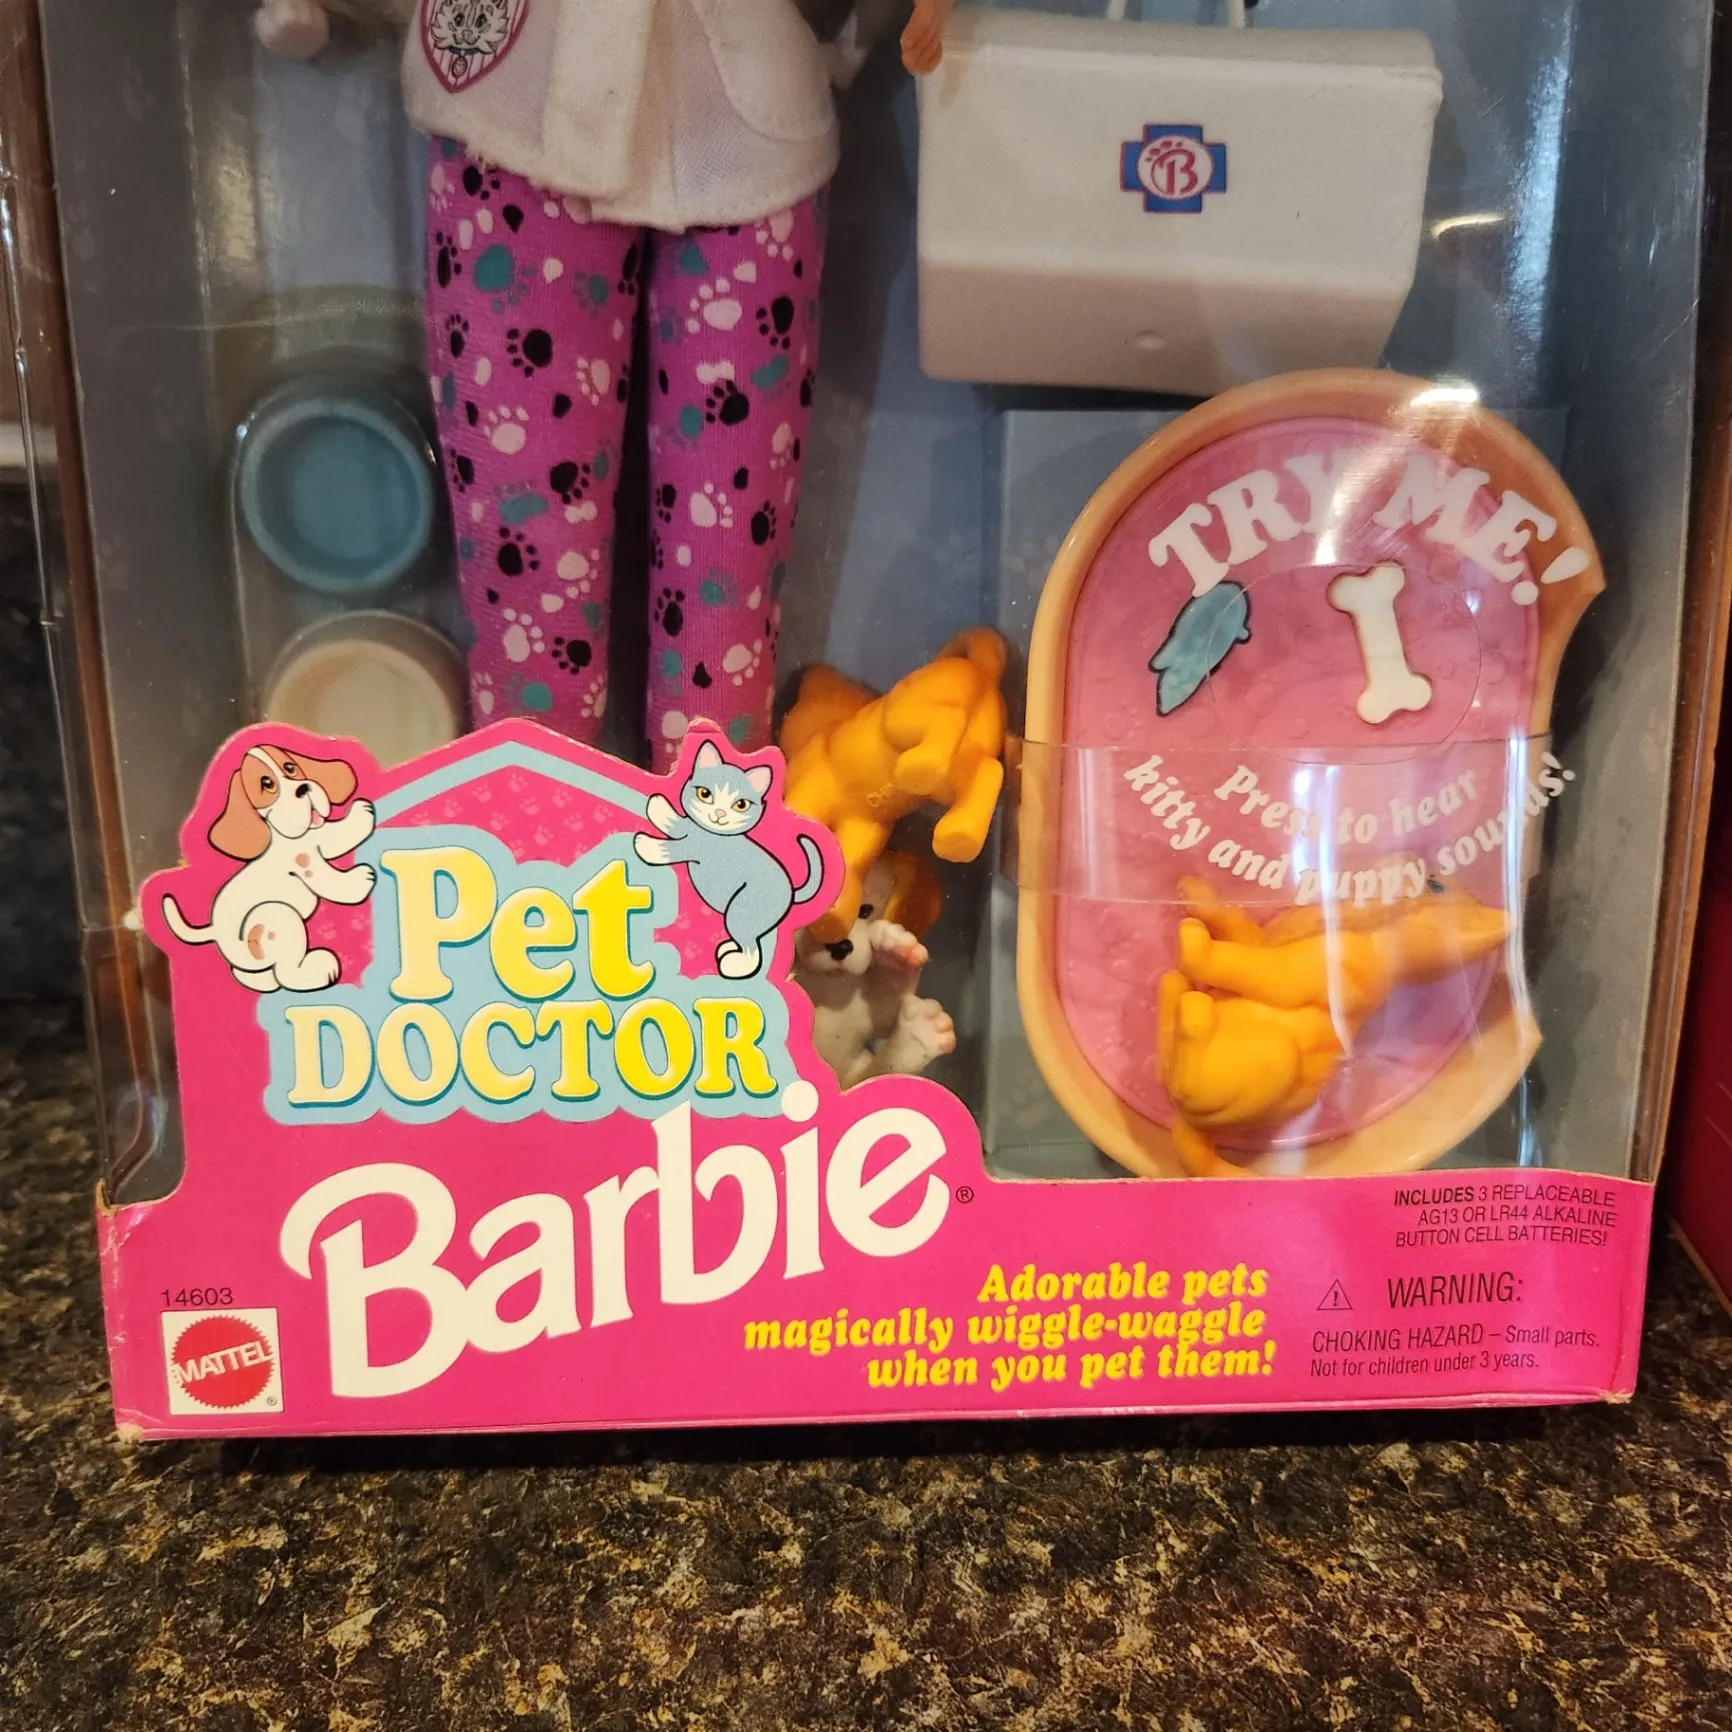 B
TRY ME!
Press to hear
kitty and puppy sounds!
Pet
DOCTOR
Barbie®
14603
MATTEL®
Adorable pets
magically wiggle-waggle
when you pet them!
INCLUDES 3 REPLACEABLE
AG13 OR LR44 ALKALINE
BUTTON CELL BATTERIES!
WARNING:
CHOKING HAZARD – Small parts.
Not for children under 3 years.